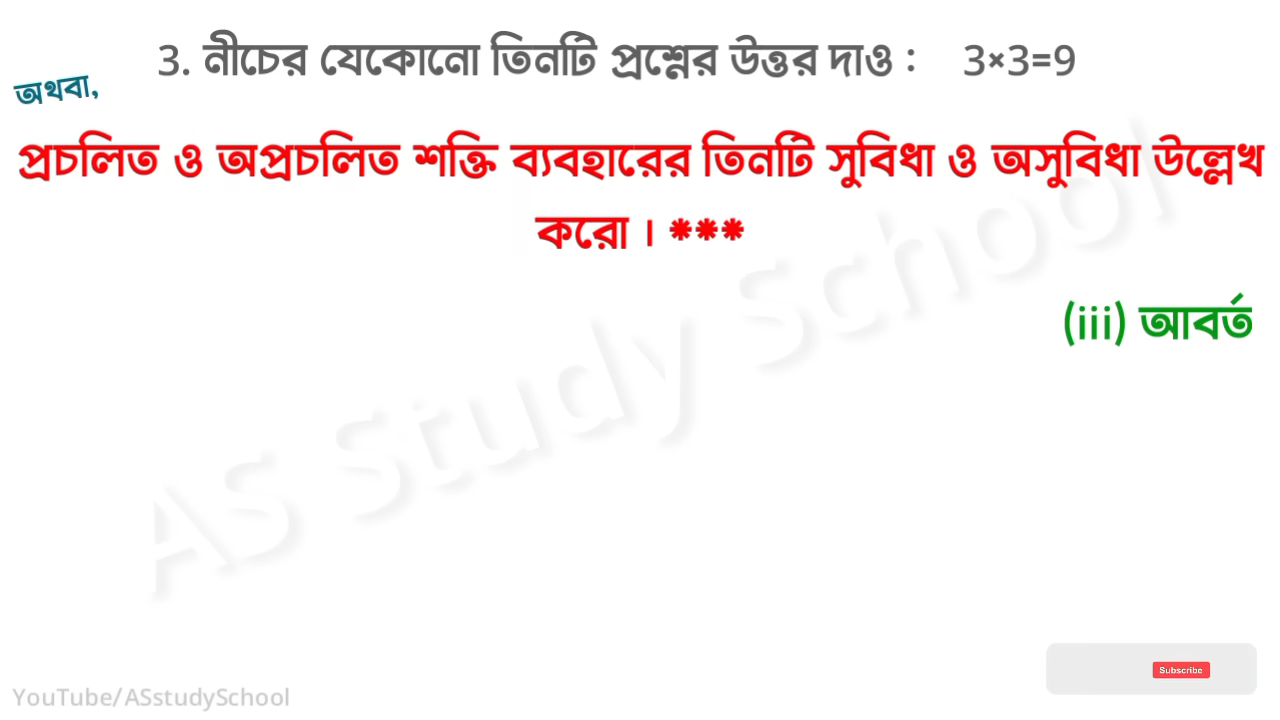 3. নীচের যেকোনো তিনটি প্রশ্নের উত্তর দাও : 3×3=9
অথবা,
প্রচলিত ও অপ্রচলিত শক্তি ব্যবহারের তিনটি সুবিধা ও অসুবিধা উল্লেখ
করো । ***
(iii) আবর্ত
AS Study School
Subscribe
YouTube/ASstudySchool